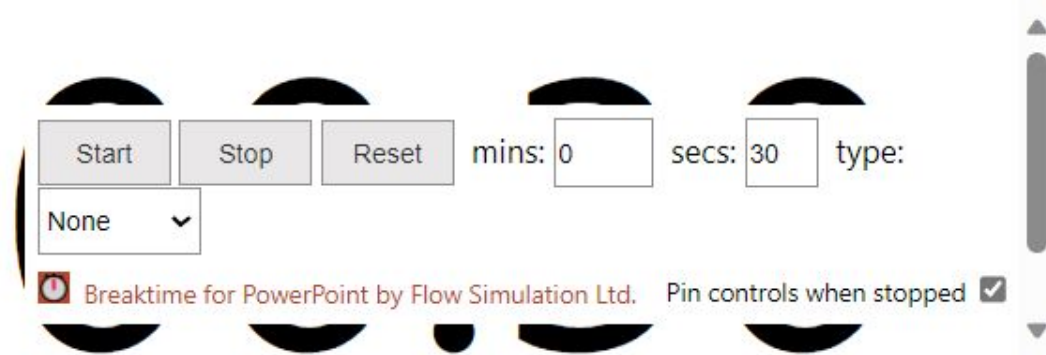 Start Stop Reset mins: 0 secs: 30 type:
None
Breaktime for PowerPoint by Flow Simulation Ltd. Pin controls when stopped